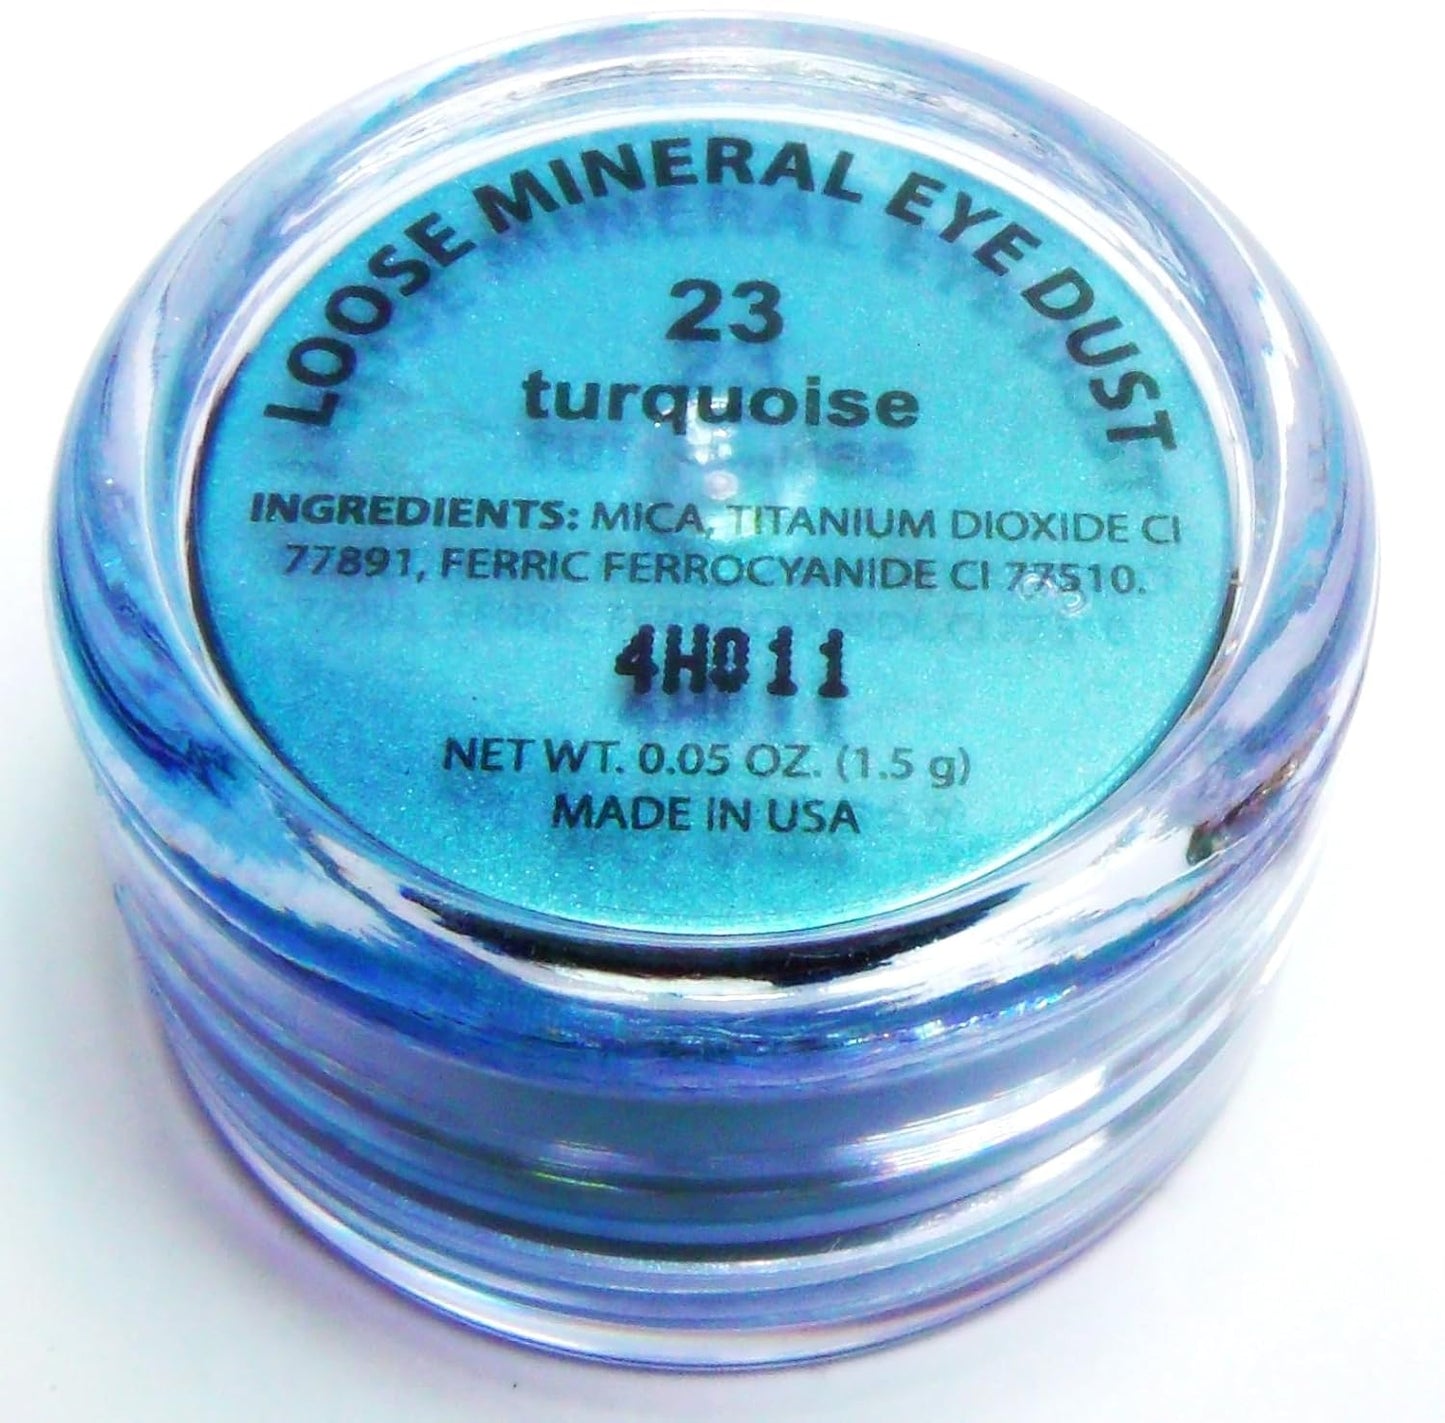 LOOSE MINERAL EYE DUST
23
turquoise
INGREDIENTS: MICA, TITANIUM DIOXIDE CI
77891, FERRIC FERROCYANIDE CI 77510.
4H011
NET WT. 0.05 OZ. (1.5 g)
MADE IN USA